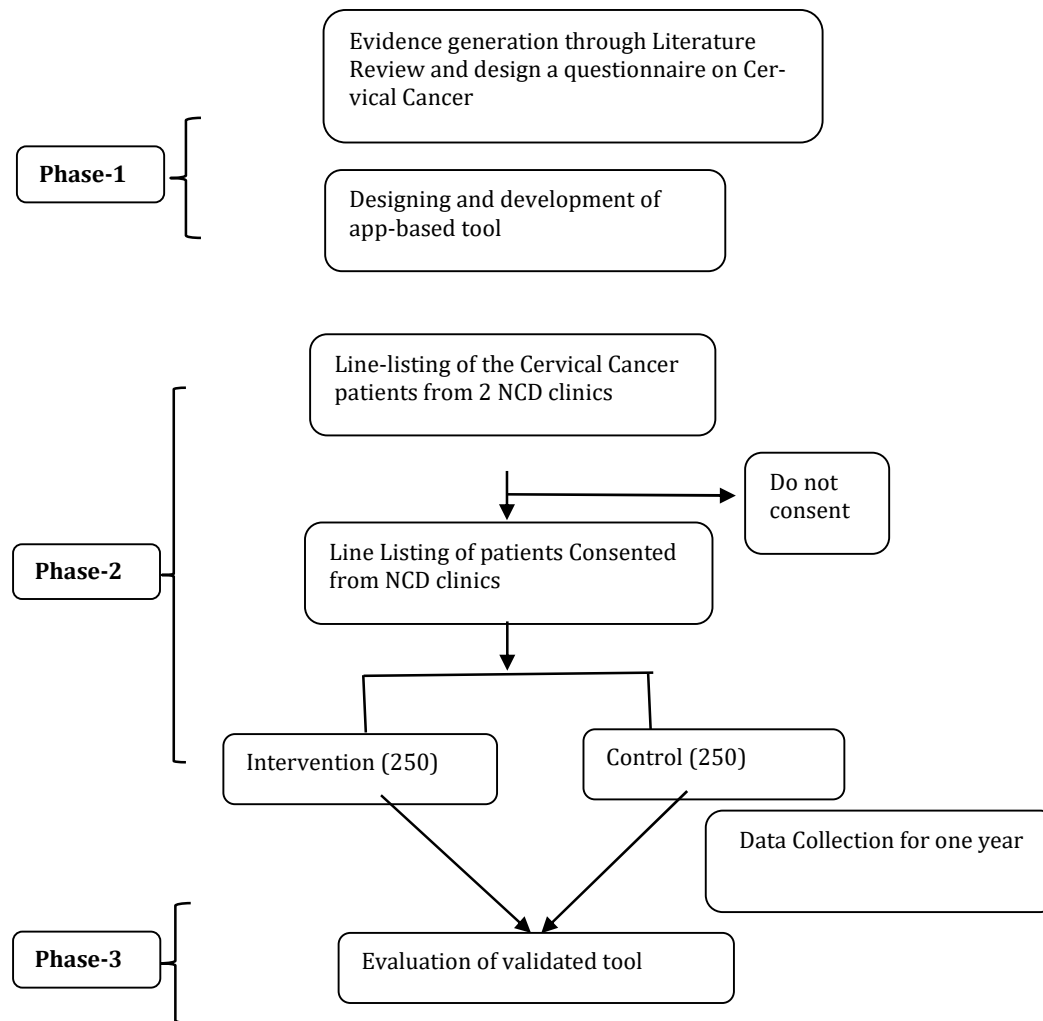 Evidence generation through Literature
Review and design a questionnaire on Cer-
vical Cancer
Phase-1
Designing and development of
app-based tool
Line-listing of the Cervical Cancer
patients from 2 NCD clinics
Do not
consent
Line Listing of patients Consented
from NCD clinics
Phase-2
Intervention (250)
Control (250)
Data Collection for one year
Phase-3
Evaluation of validated tool